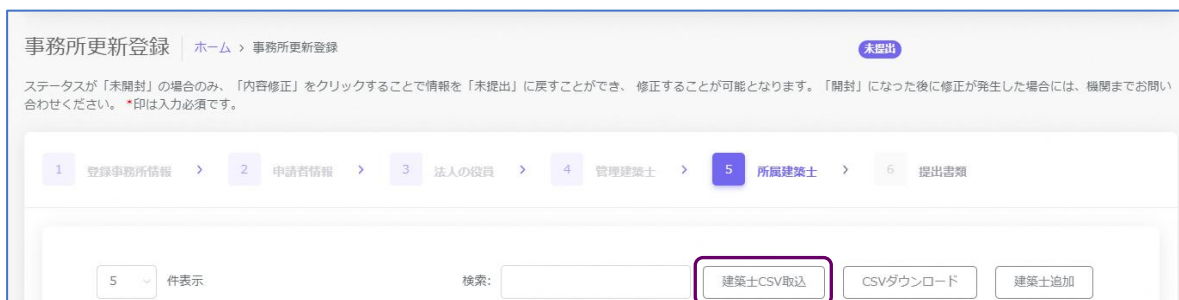 事務所更新登録 ホーム › 事務所更新登録 未提出
ステータスが「未開封」の場合のみ、「内容修正」をクリックすることで情報を「未提出」に戻すことができ、 修正することが可能となります。「開封」になった後に修正が発生した場合には、機関までお問い
合わせください。 *印は入力必須です。
1 登録事務所情報 › 2 申請者情報 › 3 法人の役員 › 4 管理建築士 › 5 所属建築士 › 6 提出書類
5 件表示 検索: 建築士CSV取込 CSVダウンロード 建築士追加